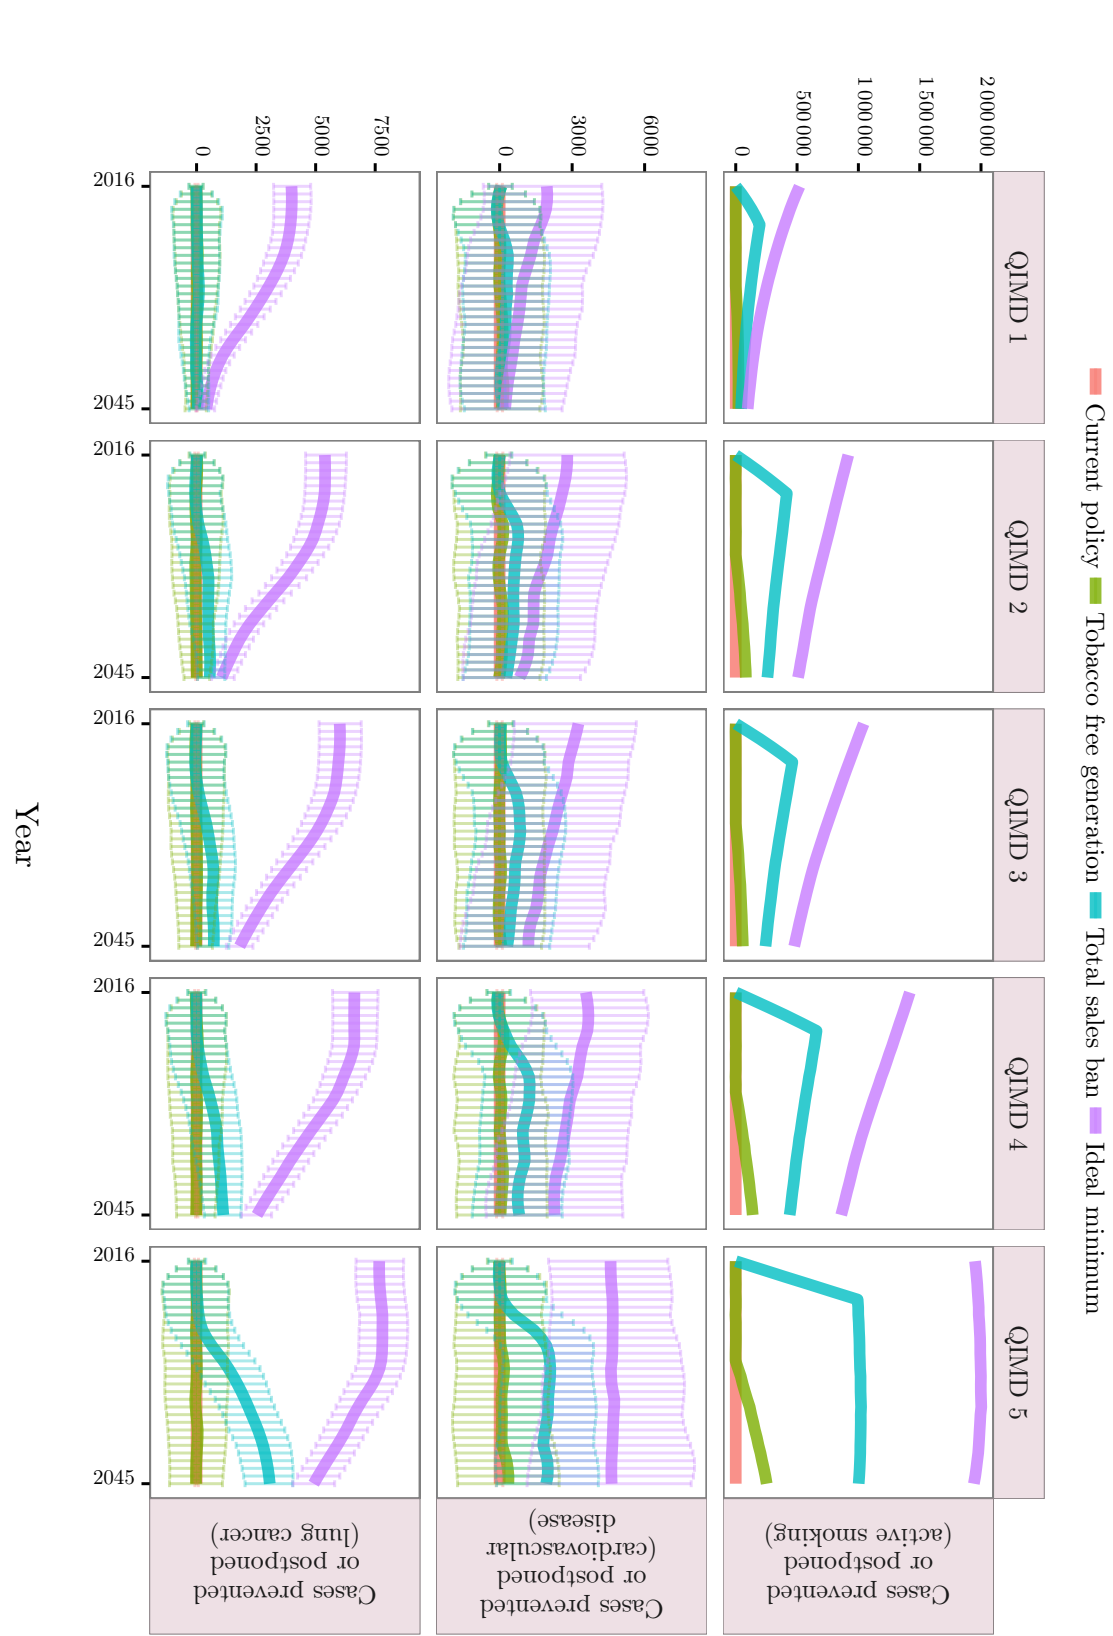 Current policy Tobacco free generation Total sales ban Ideal minimum
QIMD 1
QIMD 2
QIMD 3
QIMD 4
QIMD 5
2 000 000
1 500 000
1 000 000
500 000
0
Cases prevented
or postponed
(active smoking)
6000
3000
0
Cases prevented
or postponed
(cardiovascular
disease)
7500
5000
2500
0
Cases prevented
or postponed
(lung cancer)
2016
2045
2016
2045
2016
2045
2016
2045
2016
2045
Year